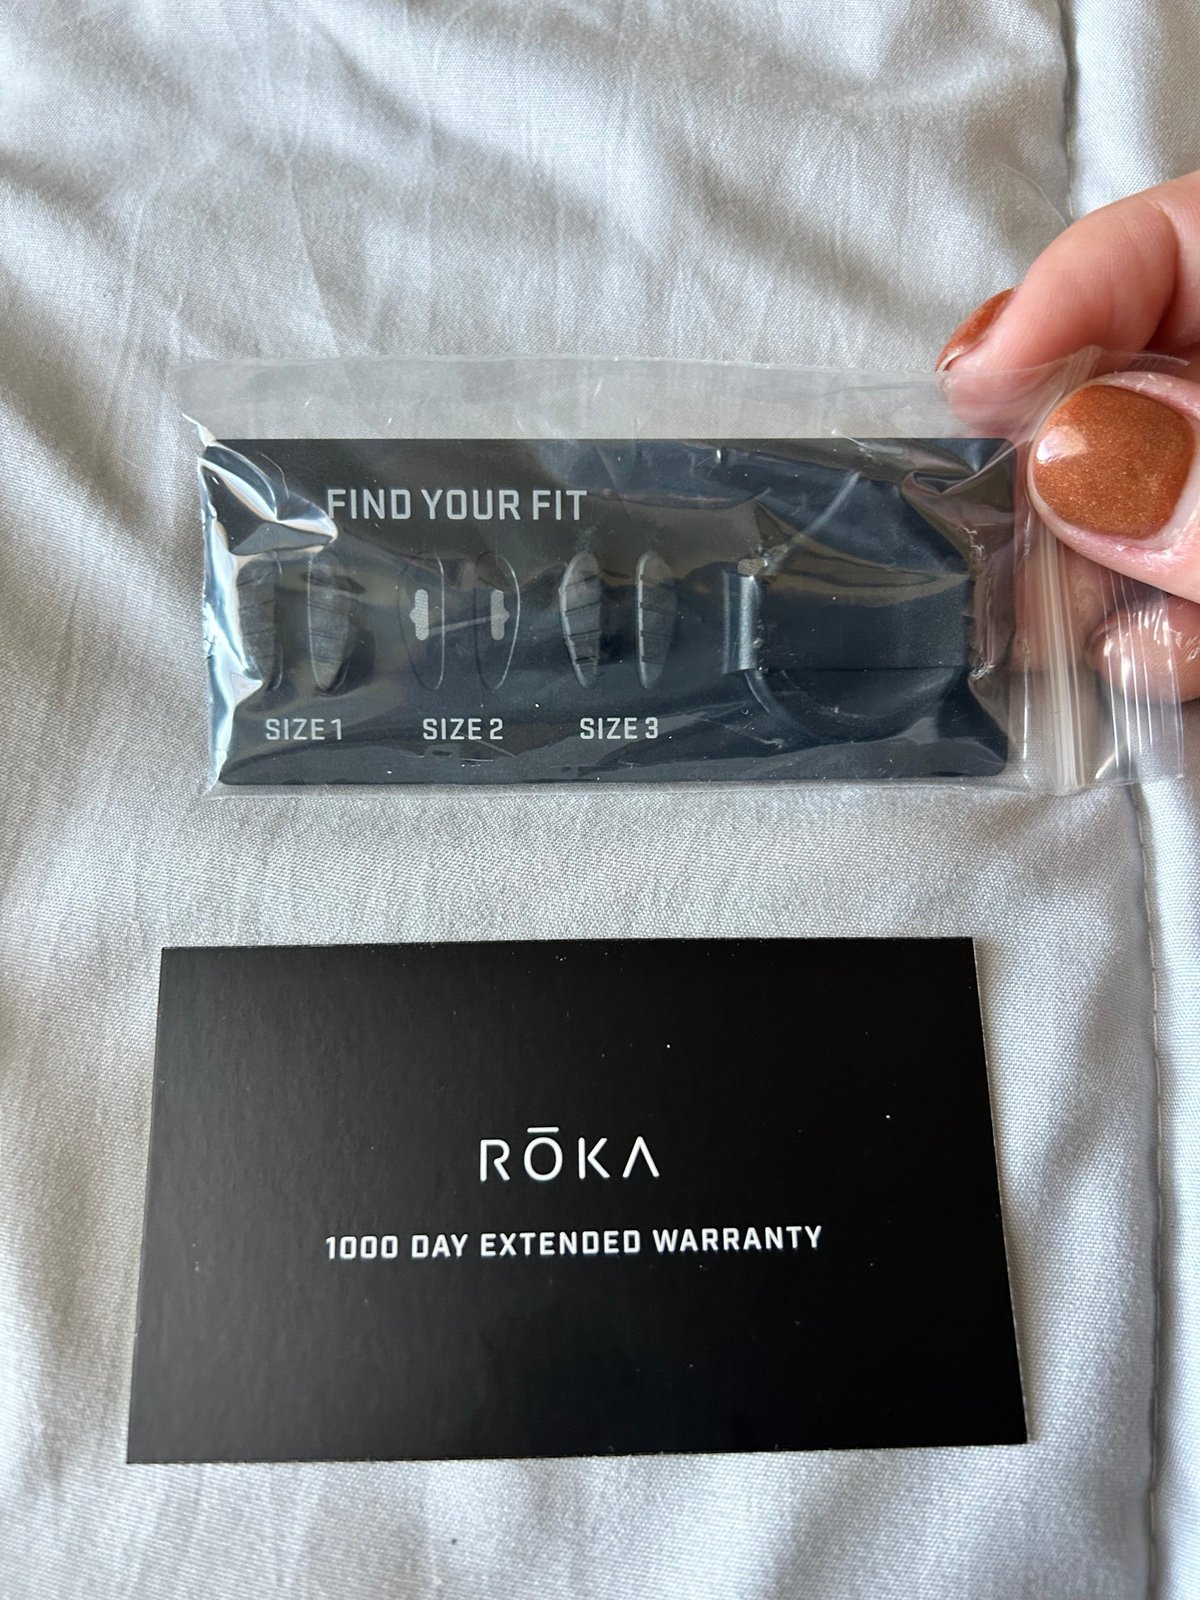 FIND YOUR FIT
SIZE 1 SIZE 2 SIZE 3
RŌKA
1000 DAY EXTENDED WARRANTY